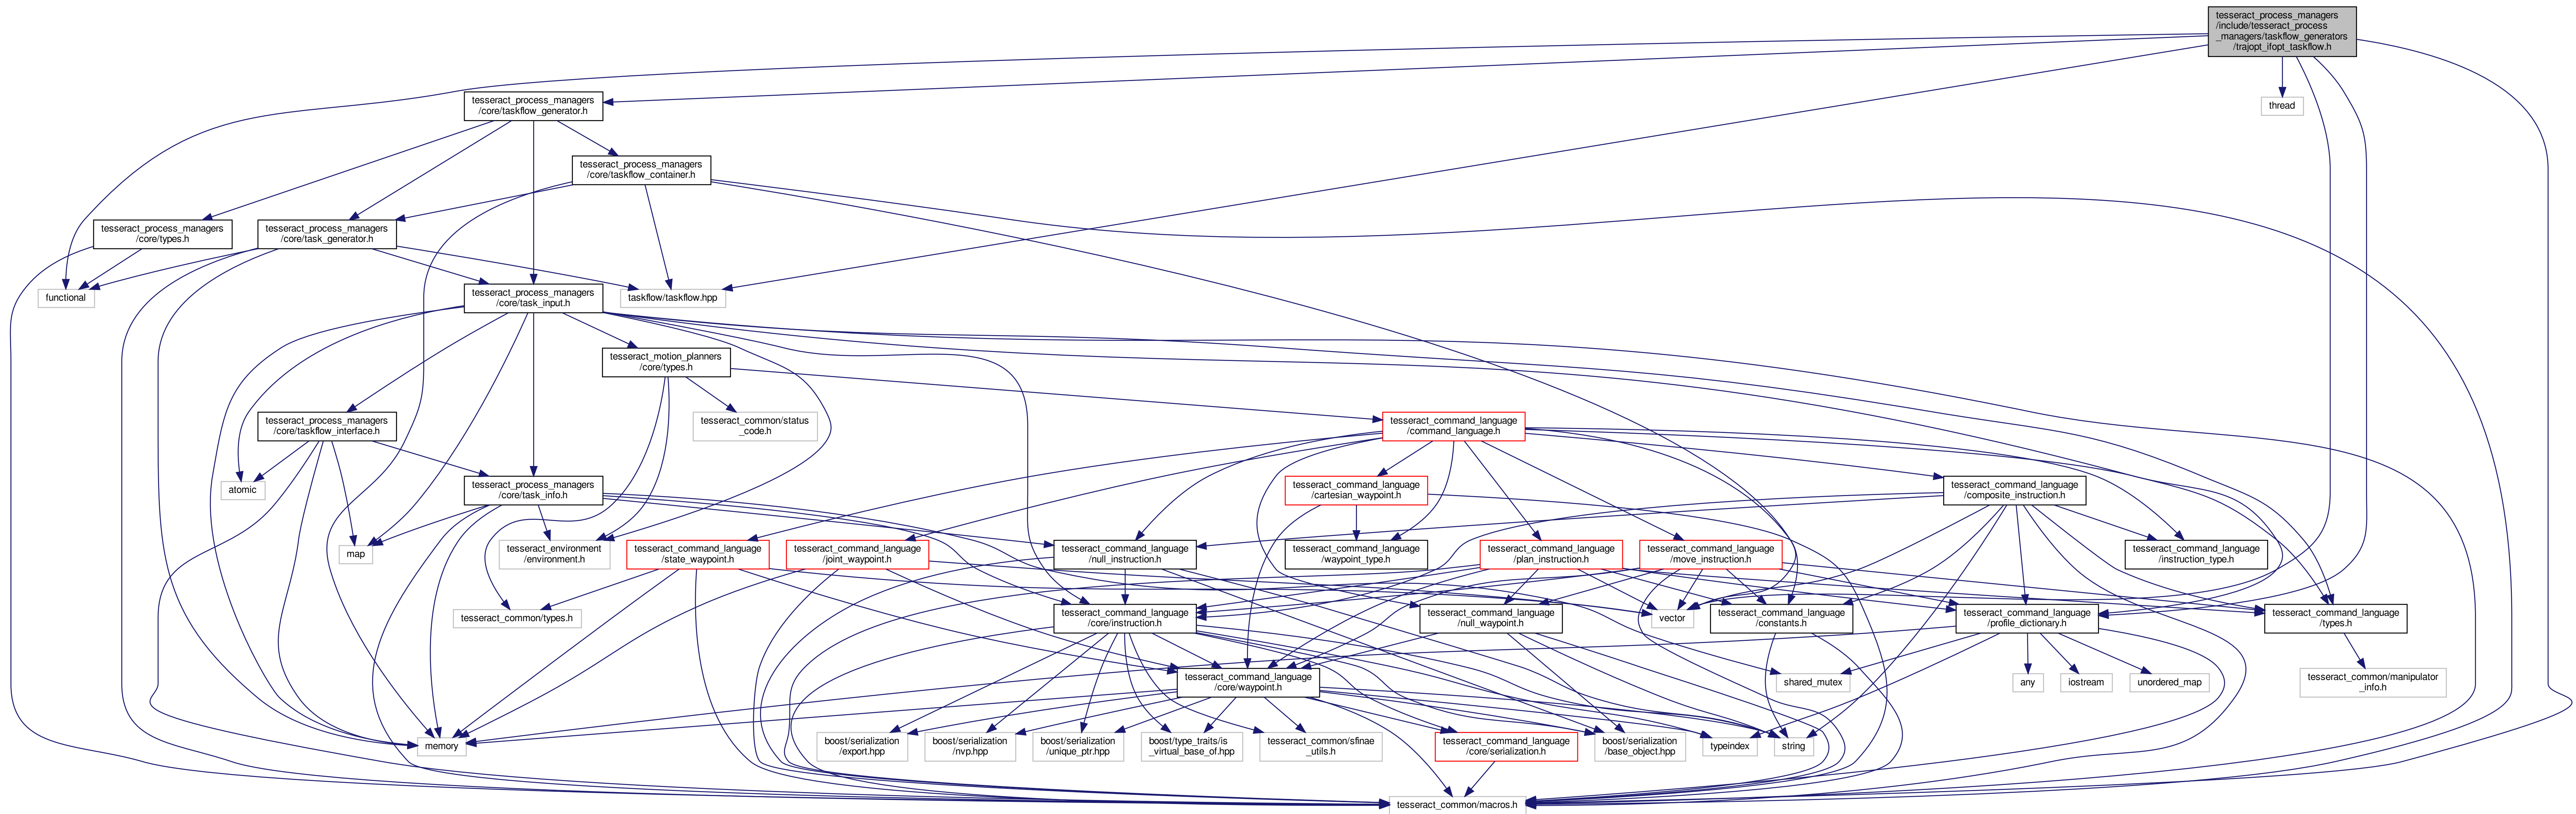 tesseract_process_managers
/include/tesseract_process
_managers/taskflow_generators
/trajopt_ifopt_taskflow.h
tesseract_process_managers
/core/taskflow_generator.h
thread
tesseract_process_managers
/core/taskflow_container.h
tesseract_process_managers
/core/types.h
tesseract_process_managers
/core/task_generator.h
functional
tesseract_process_managers
/core/task_input.h
taskflow/taskflow.hpp
tesseract_motion_planners
/core/types.h
tesseract_process_managers
/core/taskflow_interface.h
tesseract_common/status
_code.h
tesseract_command_language
/command_language.h
atomic
tesseract_process_managers
/core/task_info.h
tesseract_command_language
/cartesian_waypoint.h
tesseract_command_language
/composite_instruction.h
map
tesseract_environment
/environment.h
tesseract_command_language
/state_waypoint.h
tesseract_command_language
/joint_waypoint.h
tesseract_command_language
/null_instruction.h
tesseract_command_language
/waypoint_type.h
tesseract_command_language
/plan_instruction.h
tesseract_command_language
/move_instruction.h
tesseract_command_language
/instruction_type.h
tesseract_common/types.h
tesseract_command_language
/core/instruction.h
tesseract_command_language
/null_waypoint.h
vector
tesseract_command_language
/constants.h
tesseract_command_language
/profile_dictionary.h
tesseract_command_language
/types.h
tesseract_command_language
/core/waypoint.h
shared_mutex
any
iostream
unordered_map
tesseract_common/manipulator
_info.h
memory
boost/serialization
/export.hpp
boost/serialization
/nvp.hpp
boost/serialization
/unique_ptr.hpp
boost/type_traits/is
_virtual_base_of.hpp
tesseract_common/sfinae
_utils.h
tesseract_command_language
/core/serialization.h
boost/serialization
/base_object.hpp
typeindex
string
tesseract_common/macros.h